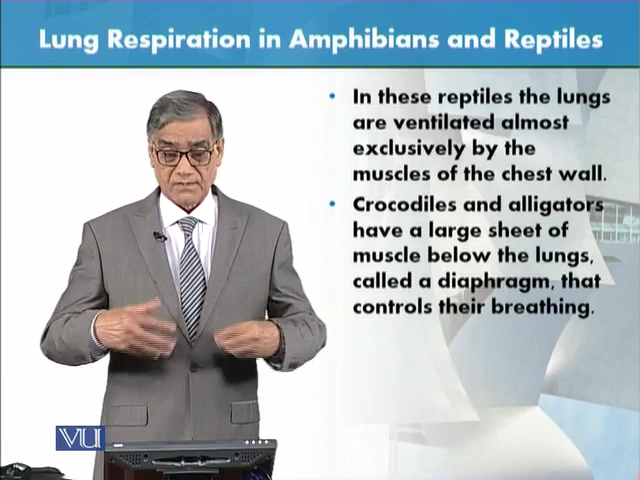 Lung Respiration in Amphibians and Reptiles
• In these reptiles the lungs
are ventilated almost
exclusively by the
muscles of the chest wall.
• Crocodiles and alligators
have a large sheet of
muscle below the lungs,
called a diaphragm, that
controls their breathing.
VU